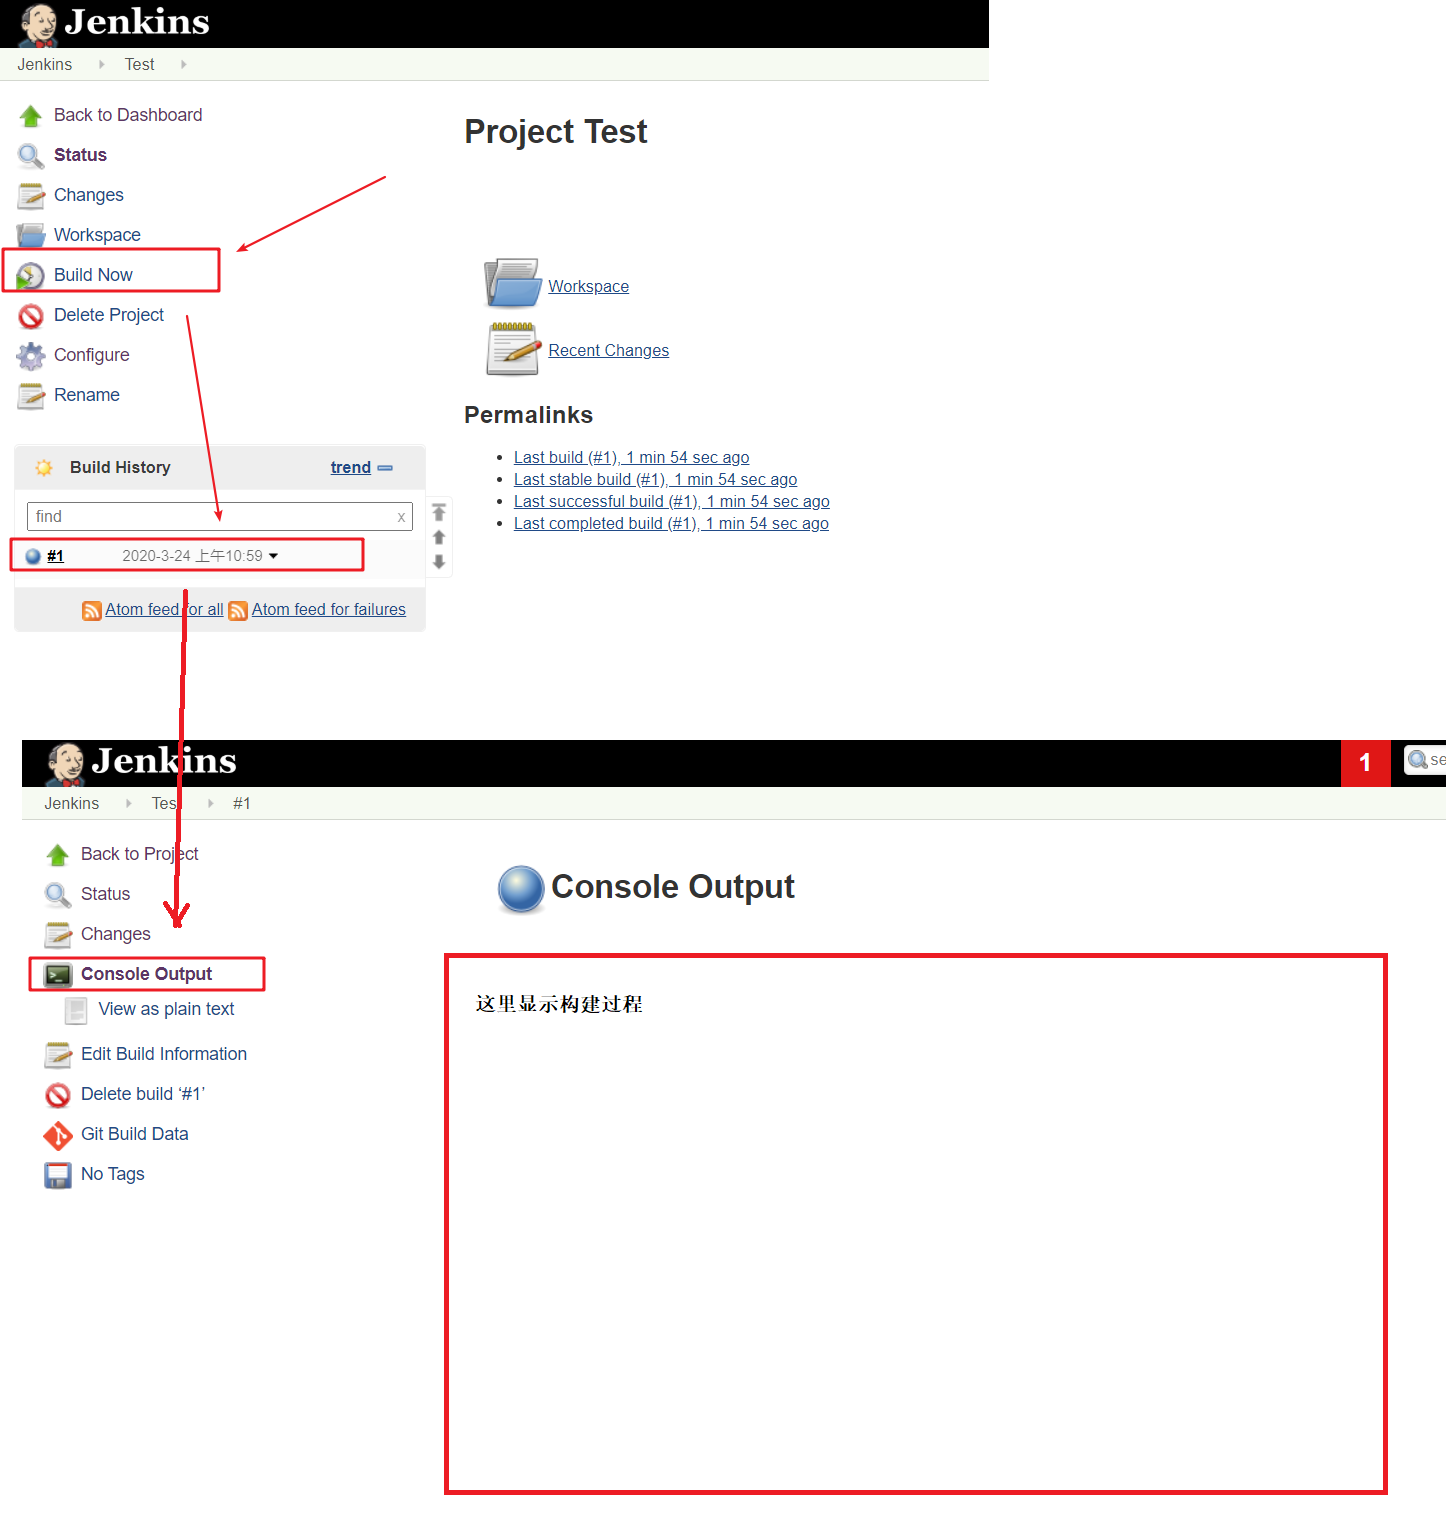 Jenkins
Jenkins Test
Back to Dashboard
Status
Changes
Workspace
Build Now
Delete Project
Configure
Rename
Project Test
Workspace
Recent Changes
Permalinks
Last build (#1), 1 min 54 sec ago
Last stable build (#1), 1 min 54 sec ago
Last successful build (#1), 1 min 54 sec ago
Last completed build (#1), 1 min 54 sec ago
Build History trend
find x
#1 2020-3-24 上午10:59
Atom feed for all Atom feed for failures
Jenkins 1 se
Jenkins Test #1
Back to Project
Status
Changes
Console Output
View as plain text
Edit Build Information
Delete build ‘#1’
Git Build Data
No Tags
Console Output
这里显示构建过程